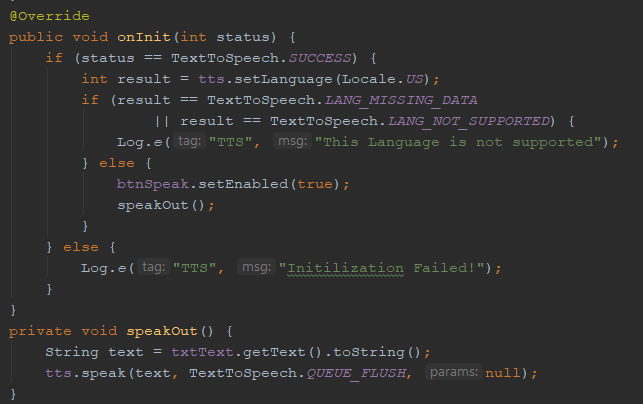 @Override
public void onInit(int status) {
    if (status == TextToSpeech.SUCCESS) {
        int result = tts.setLanguage(Locale.US);
        if (result == TextToSpeech.LANG_MISSING_DATA
                || result == TextToSpeech.LANG_NOT_SUPPORTED) {
            Log.e( tag: "TTS", msg: "This Language is not supported");
        } else {
            btnSpeak.setEnabled(true);
            speakOut();
        }
    } else {
        Log.e( tag: "TTS", msg: "Initilization Failed!");
    }
}
private void speakOut() {
    String text = txtText.getText().toString();
    tts.speak(text, TextToSpeech.QUEUE_FLUSH, params: null);
}